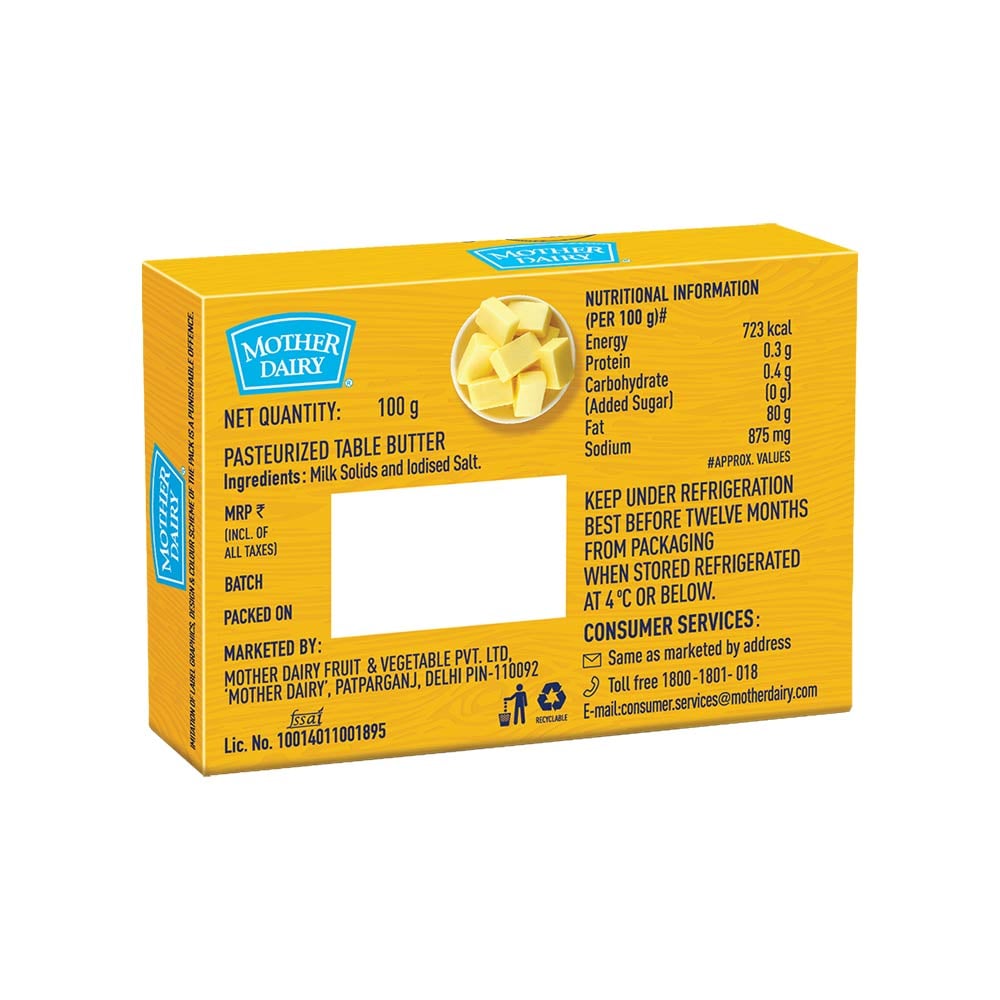 MOTHER
DAIRY
MOTHER
DAIRY
®
NET QUANTITY: 100 g
PASTEURIZED TABLE BUTTER
Ingredients: Milk Solids and Iodised Salt.
MRP ₹
(INCL. OF
ALL TAXES)
BATCH
PACKED ON
MARKETED BY:
MOTHER DAIRY FRUIT & VEGETABLE PVT. LTD,
'MOTHER DAIRY', PATPARGANJ, DELHI PIN-110092
fssai
Lic. No. 10014011001895
RECYCLABLE
NUTRITIONAL INFORMATION
(PER 100 g)#
Energy 723 kcal
Protein 0.3 g
Carbohydrate 0.4 g
(Added Sugar) (0 g)
Fat 80 g
Sodium 875 mg
#APPROX. VALUES
KEEP UNDER REFRIGERATION
BEST BEFORE TWELVE MONTHS
FROM PACKAGING
WHEN STORED REFRIGERATED
AT 4 °C OR BELOW.
CONSUMER SERVICES:
Same as marketed by address
Toll free 1800-1801- 018
E-mail:consumer.services@motherdairy.com
MOTHER
DAIRY
®
IMITATION OF LABEL GRAPHICS, DESIGN & COLOUR SCHEME OF THE PACK IS A PUNISHABLE OFFENCE.